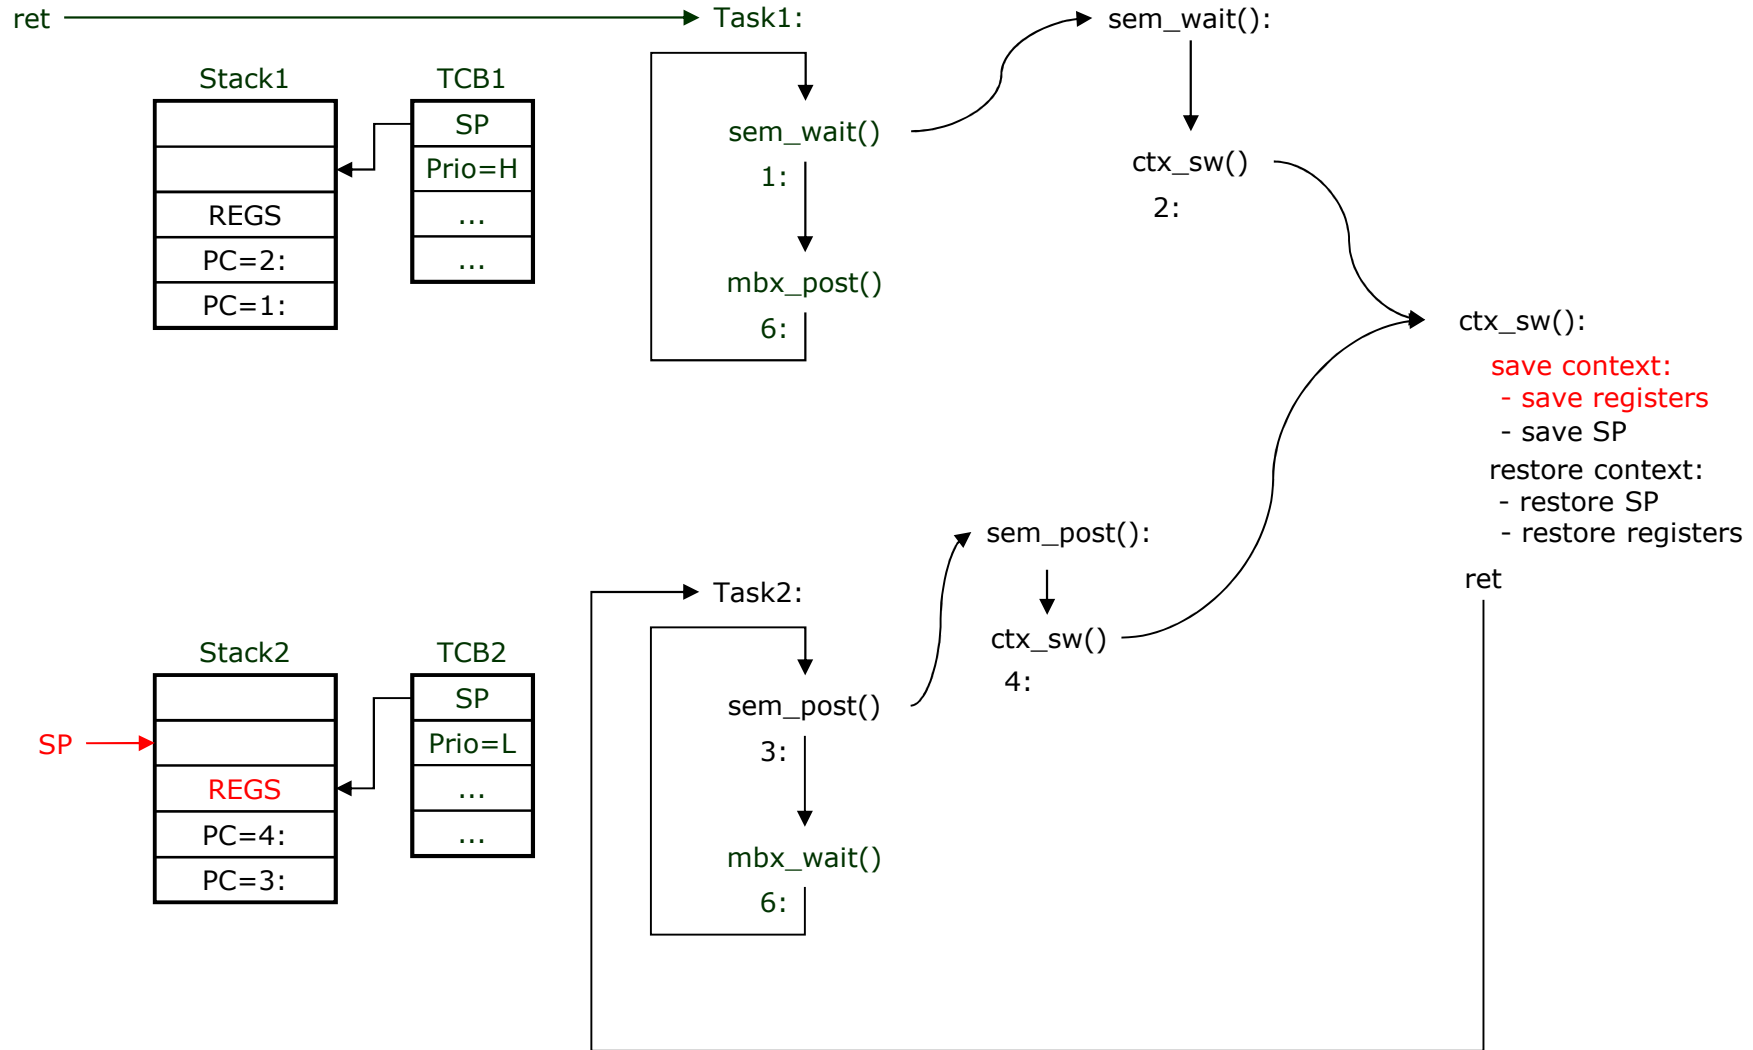 ret
Task1:
sem_wait():
Stack1
TCB1
SP
Prio=H
...
...
REGS
PC=2:
PC=1:
sem_wait()
1:
mbx_post()
6:
ctx_sw()
2:
ctx_sw():
save context:
- save registers
- save SP
restore context:
- restore SP
- restore registers
ret
sem_post():
ctx_sw()
4:
Task2:
Stack2
TCB2
SP
Prio=L
...
...
SP
REGS
PC=4:
PC=3:
sem_post()
3:
mbx_wait()
6: